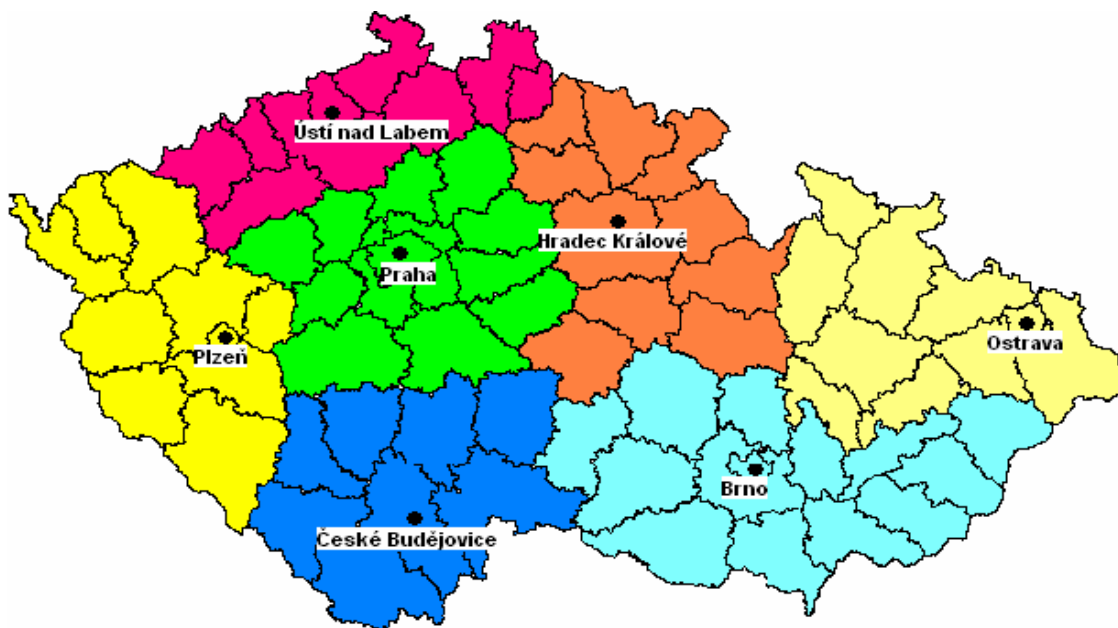 Ústí nad Labem
Hradec Králové
Praha
Plzeň
Ostrava
Brno
České Budějovice